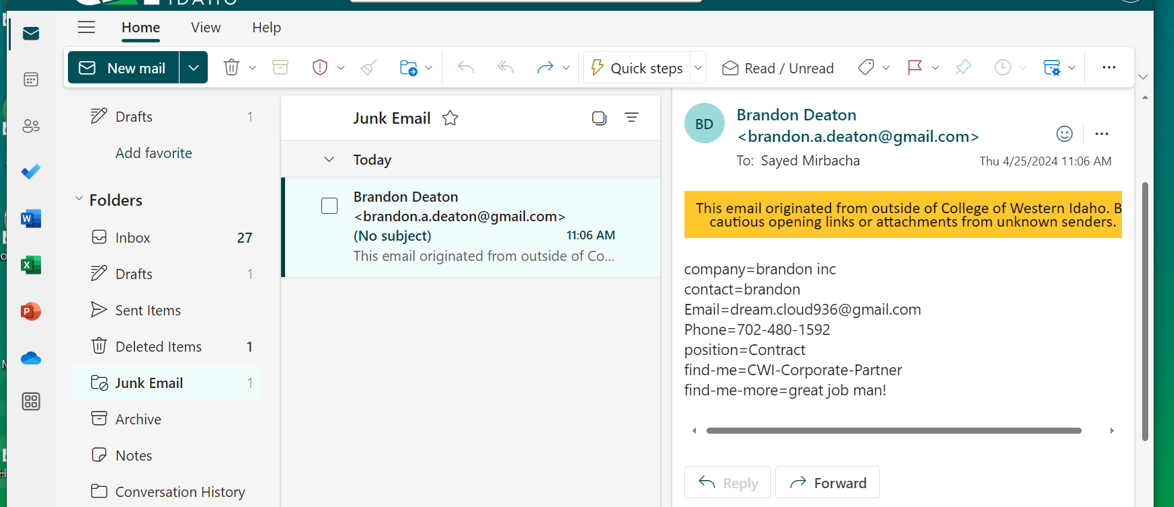 IDAHO
Home View Help
New mail Quick steps Read / Unread
Drafts 1
Add favorite
Folders
Inbox 27
Drafts 1
Sent Items
Deleted Items 1
Junk Email 1
Archive
Notes
Conversation History
Junk Email
Today
Brandon Deaton
<brandon.a.deaton@gmail.com>
(No subject) 11:06 AM
This email originated from outside of Co...
BD
Brandon Deaton
<brandon.a.deaton@gmail.com>
To: Sayed Mirbacha Thu 4/25/2024 11:06 AM
This email originated from outside of College of Western Idaho. B
cautious opening links or attachments from unknown senders.
company=brandon inc
contact=brandon
Email=dream.cloud936@gmail.com
Phone=702-480-1592
position=Contract
find-me=CWI-Corporate-Partner
find-me-more=great job man!
Reply Forward